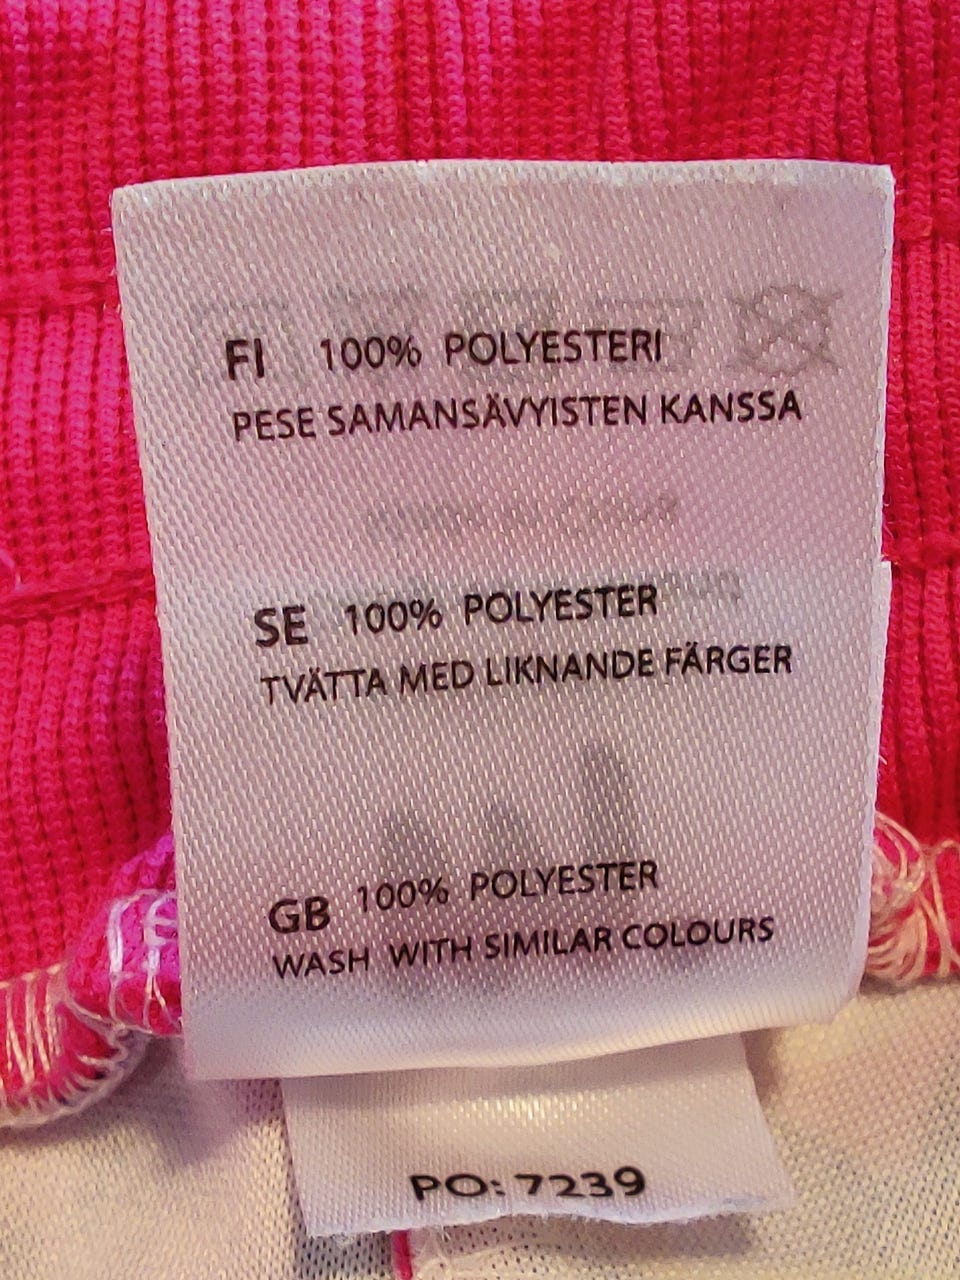 FI 100% POLYESTERI
PESE SAMANSÄVYISTEN KANSSA
SE 100% POLYESTER
TVÄTTA MED LIKNANDE FÄRGER
GB 100% POLYESTER
WASH WITH SIMILAR COLOURS
PO: 7239